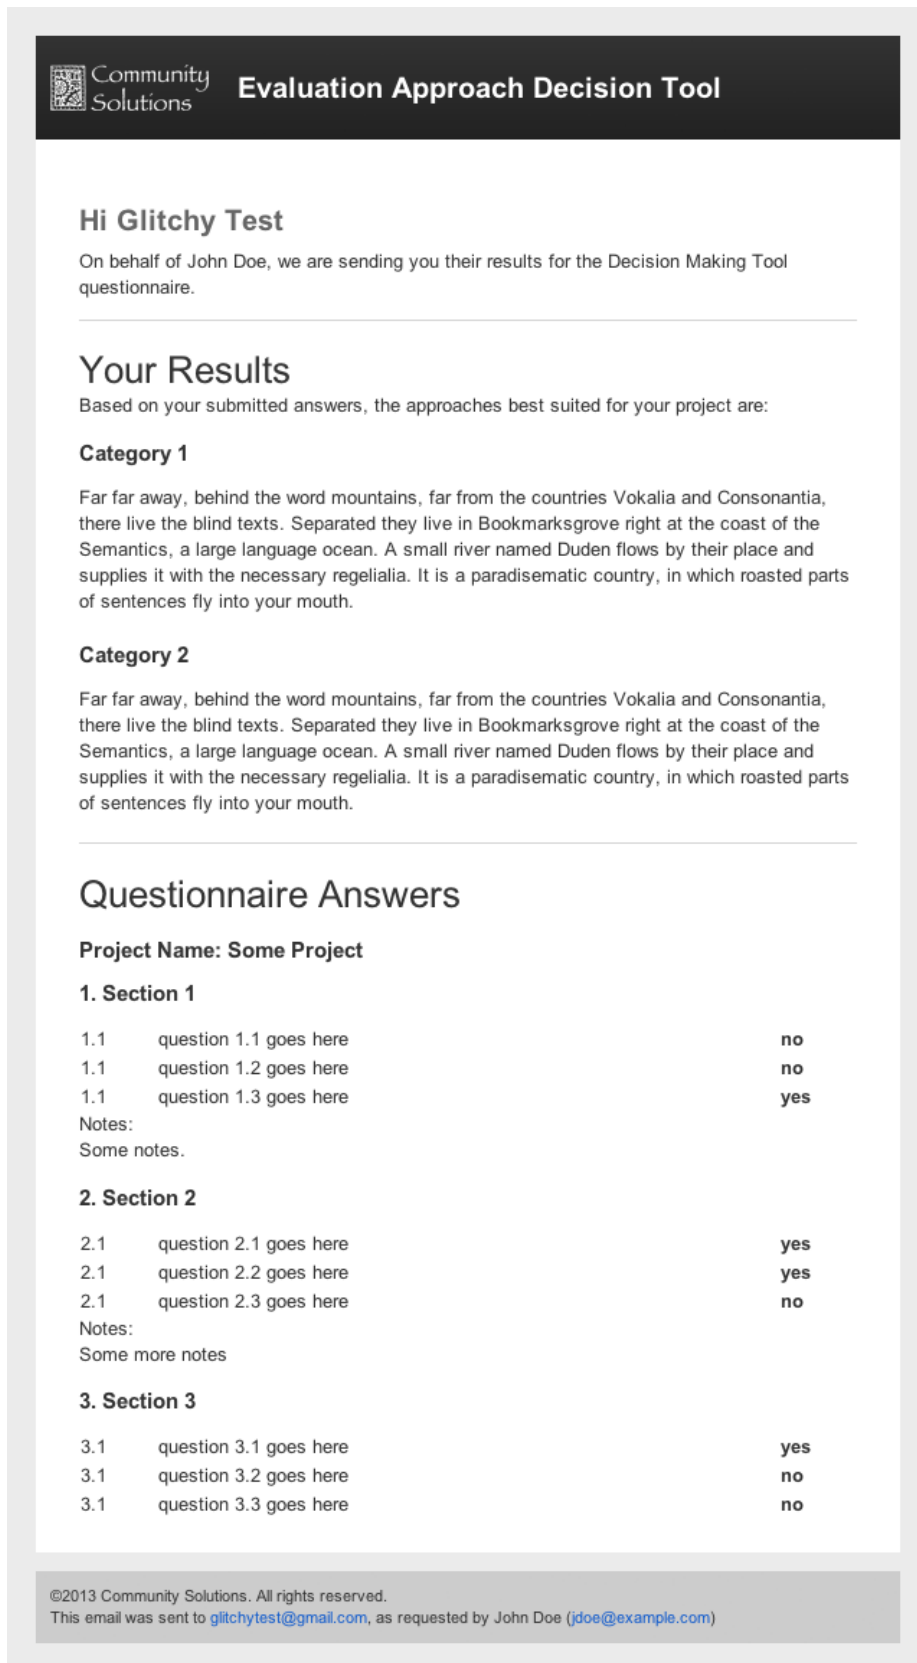 Community
Solutions
Evaluation Approach Decision Tool
Hi Glitchy Test
On behalf of John Doe, we are sending you their results for the Decision Making Tool
questionnaire.
Your Results
Based on your submitted answers, the approaches best suited for your project are:
Category 1
Far far away, behind the word mountains, far from the countries Vokalia and Consonantia,
there live the blind texts. Separated they live in Bookmarksgrove right at the coast of the
Semantics, a large language ocean. A small river named Duden flows by their place and
supplies it with the necessary regelialia. It is a paradisematic country, in which roasted parts
of sentences fly into your mouth.
Category 2
Far far away, behind the word mountains, far from the countries Vokalia and Consonantia,
there live the blind texts. Separated they live in Bookmarksgrove right at the coast of the
Semantics, a large language ocean. A small river named Duden flows by their place and
supplies it with the necessary regelialia. It is a paradisematic country, in which roasted parts
of sentences fly into your mouth.
Questionnaire Answers
Project Name: Some Project
1. Section 1
1.1 question 1.1 goes here no
1.1 question 1.2 goes here no
1.1 question 1.3 goes here yes
Notes:
Some notes.
2. Section 2
2.1 question 2.1 goes here yes
2.1 question 2.2 goes here yes
2.1 question 2.3 goes here no
Notes:
Some more notes
3. Section 3
3.1 question 3.1 goes here yes
3.1 question 3.2 goes here no
3.1 question 3.3 goes here no
©2013 Community Solutions. All rights reserved.
This email was sent to glitchytest@gmail.com, as requested by John Doe (jdoe@example.com)